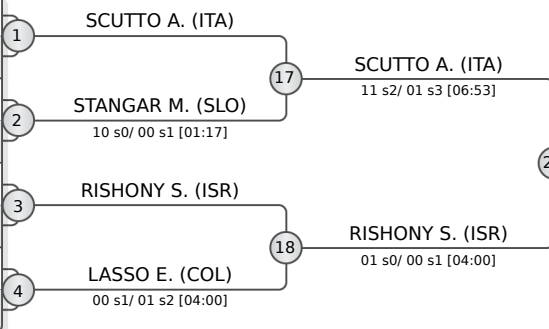 SCUTTO A. (ITA)
1
17
SCUTTO A. (ITA)
11 s2/ 01 s3 [06:53]
STANGAR M. (SLO)
2
10 s0/ 00 s1 [01:17]
RISHONY S. (ISR)
3
18
RISHONY S. (ISR)
01 s0/ 00 s1 [04:00]
LASSO E. (COL)
4
00 s1/ 01 s2 [04:00]